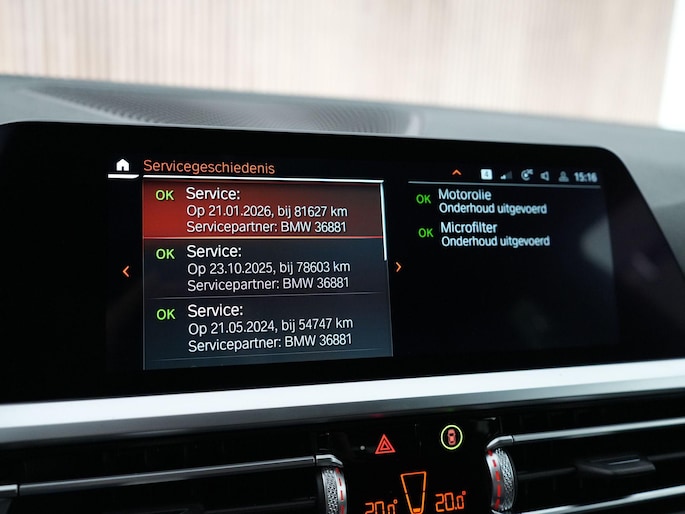 Servicegeschiedenis
4
15:16
OK Service:
Op 21.01.2026, bij 81627 km
Servicepartner: BMW 36881
OK Service:
Op 23.10.2025, bij 78603 km
Servicepartner: BMW 36881
OK Service:
Op 21.05.2024, bij 54747 km
Servicepartner: BMW 36881
OK Motorolie
Onderhoud uitgevoerd
OK Microfilter
Onderhoud uitgevoerd
20.0° 20.0°